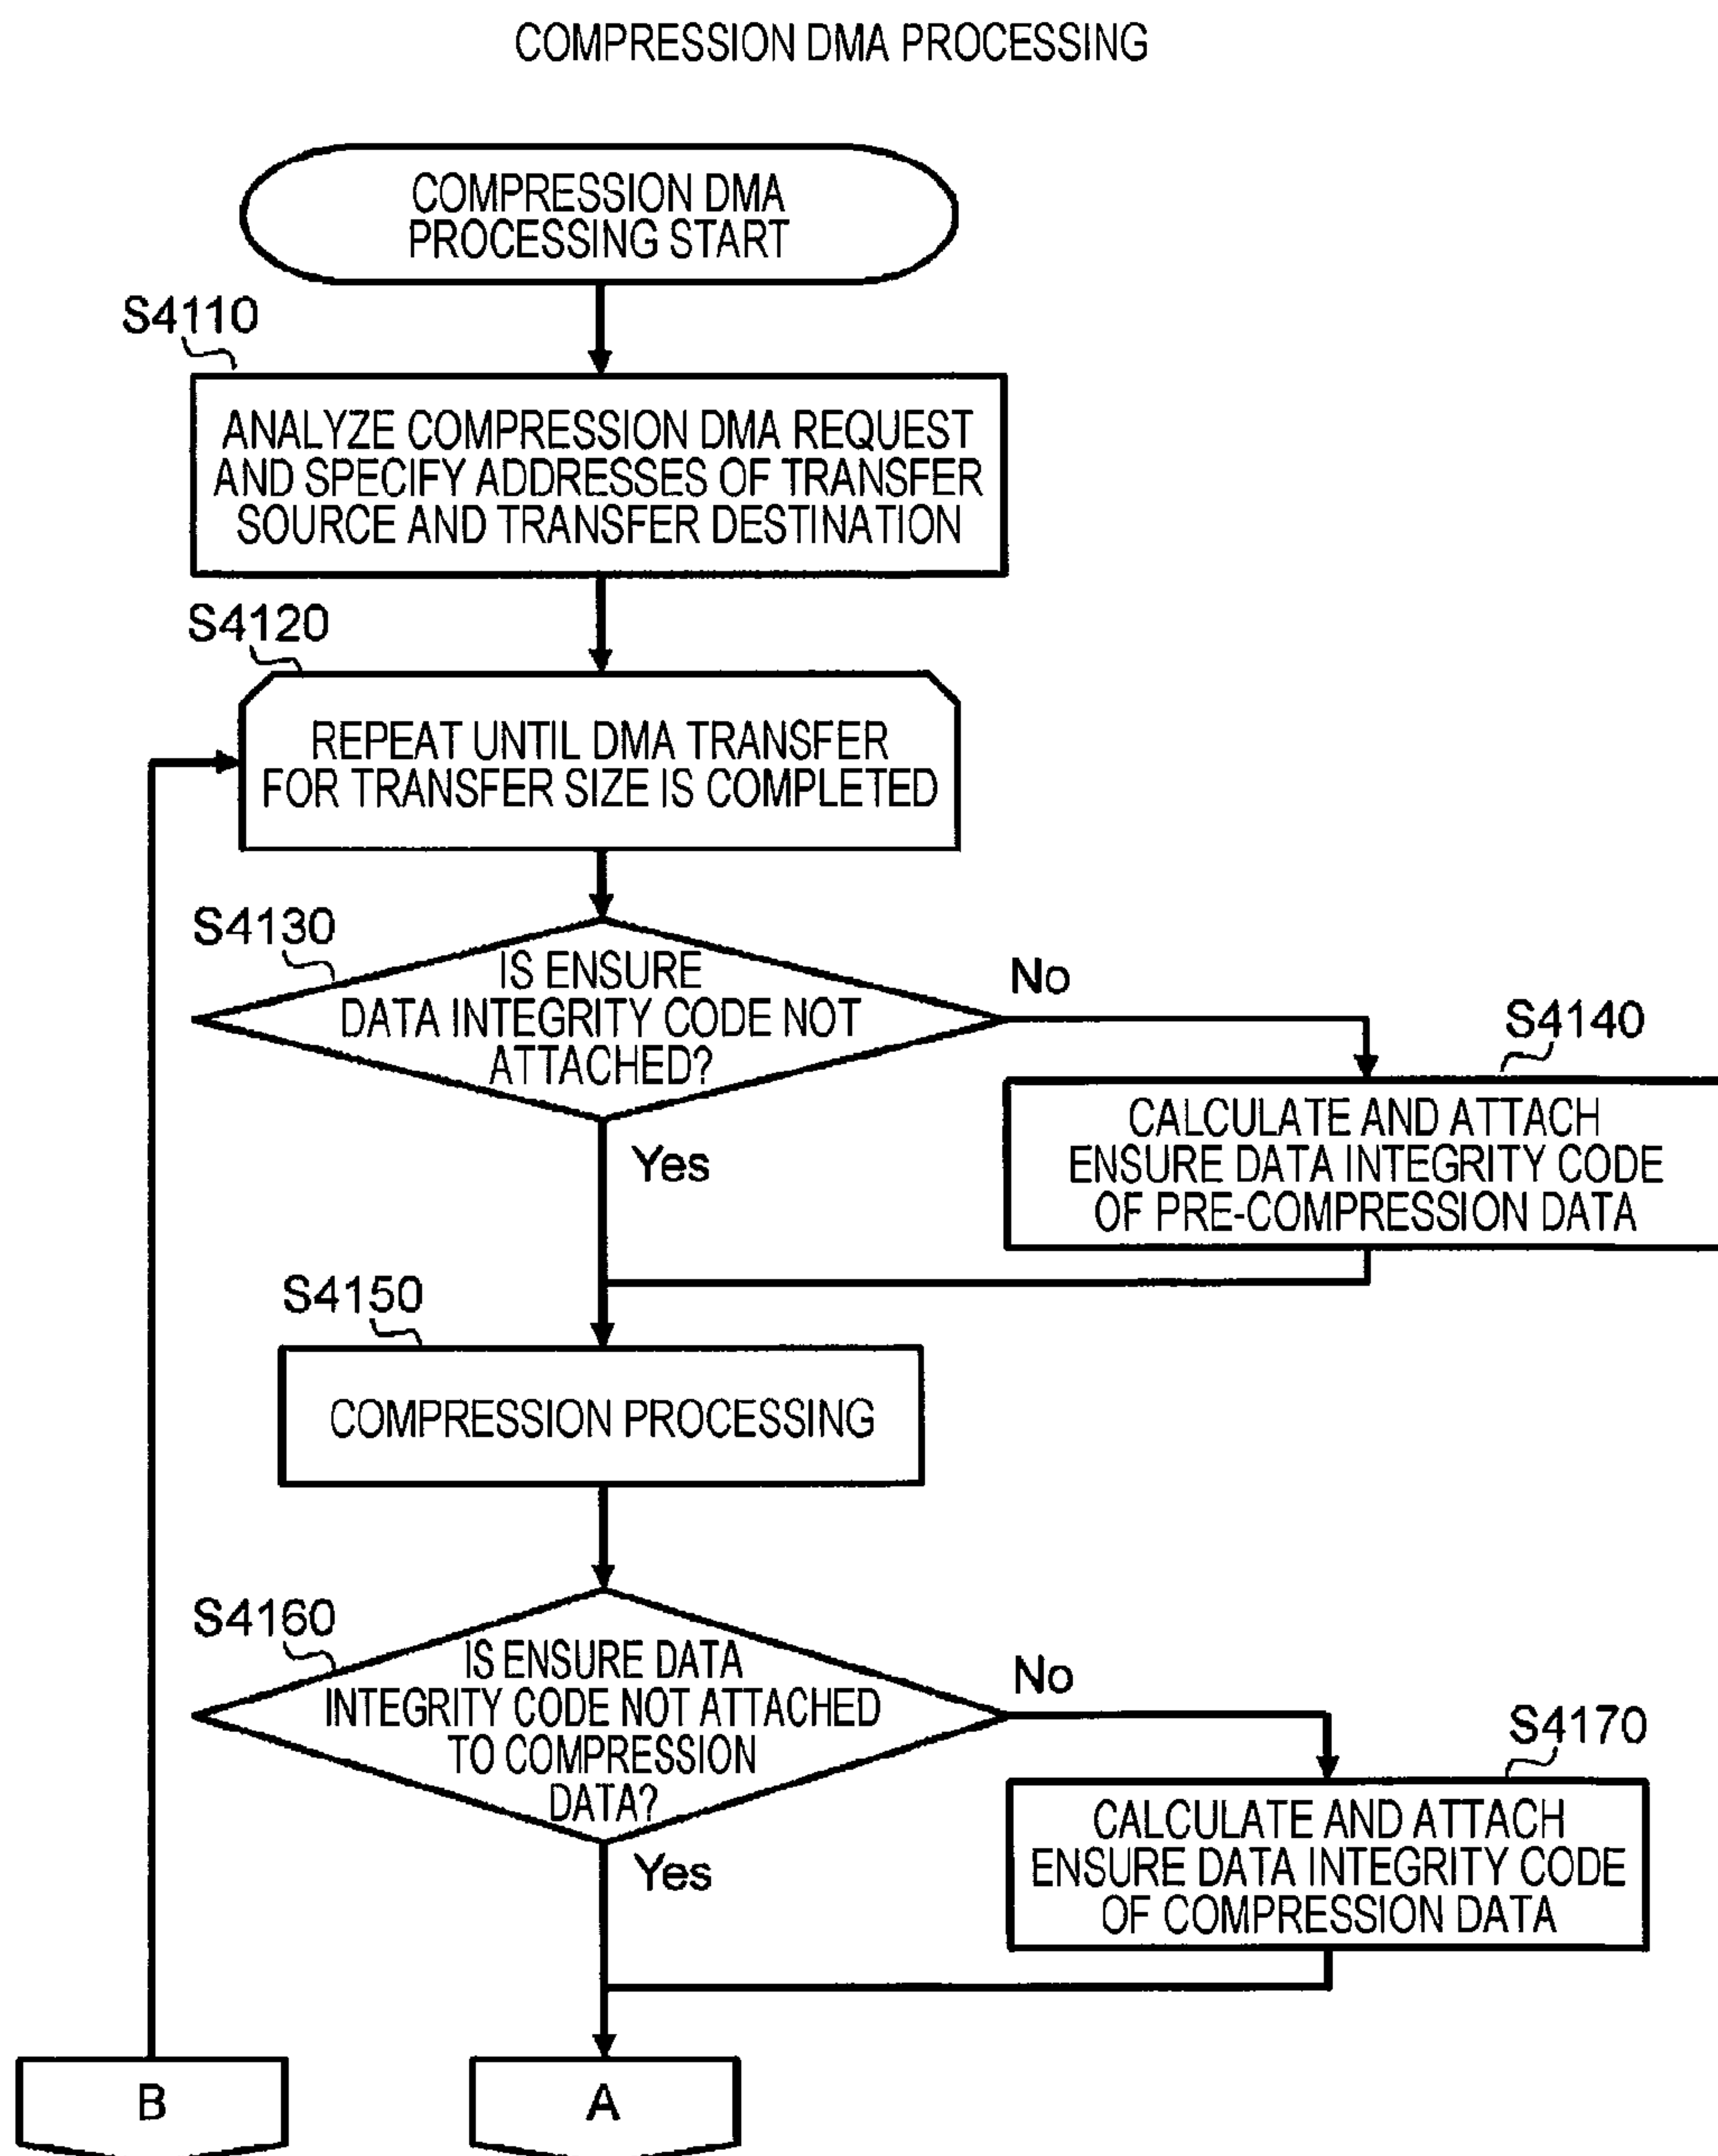 COMPRESSION DMA PROCESSING
COMPRESSION DMA
PROCESSING START
S4110
ANALYZE COMPRESSION DMA REQUEST
AND SPECIFY ADDRESSES OF TRANSFER
SOURCE AND TRANSFER DESTINATION
S4120
REPEAT UNTIL DMA TRANSFER
FOR TRANSFER SIZE IS COMPLETED
S4130
IS ENSURE
DATA INTEGRITY CODE NOT
ATTACHED?
No
Yes
S4140
CALCULATE AND ATTACH
ENSURE DATA INTEGRITY CODE
OF PRE-COMPRESSION DATA
S4150
COMPRESSION PROCESSING
S4160
IS ENSURE DATA
INTEGRITY CODE NOT ATTACHED
TO COMPRESSION
DATA?
No
Yes
S4170
CALCULATE AND ATTACH
ENSURE DATA INTEGRITY CODE
OF COMPRESSION DATA
B
A